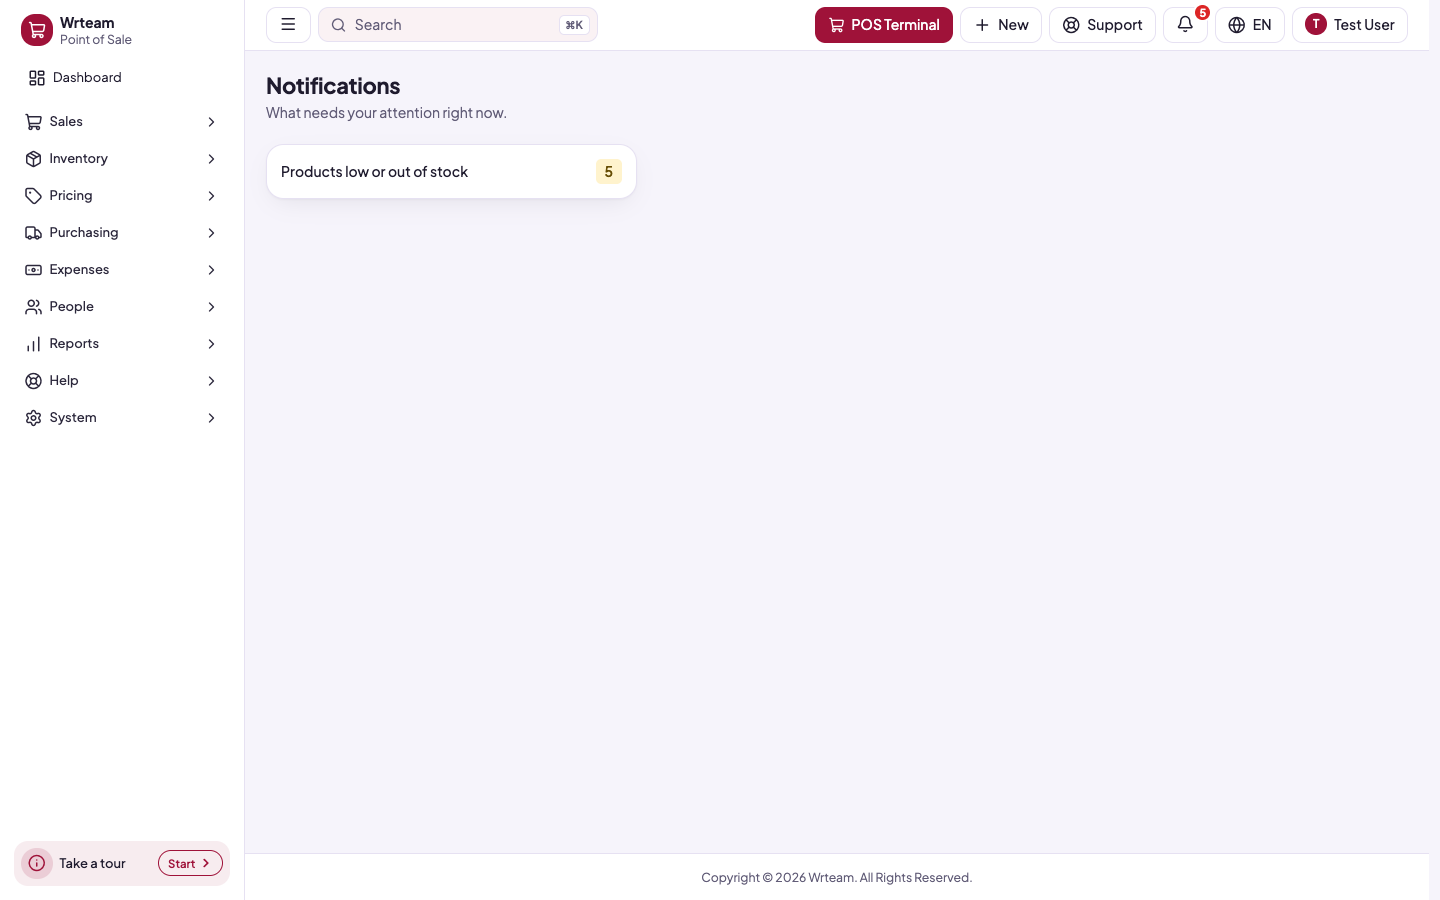 Wrteam
Point of Sale
Dashboard
Sales
Inventory
Pricing
Purchasing
Expenses
People
Reports
Help
System
Take a tour
Start
Search
⌘K
POS Terminal
New
Support
5
EN
T
Test User
Notifications
What needs your attention right now.
Products low or out of stock
5
Copyright © 2026 Wrteam. All Rights Reserved.